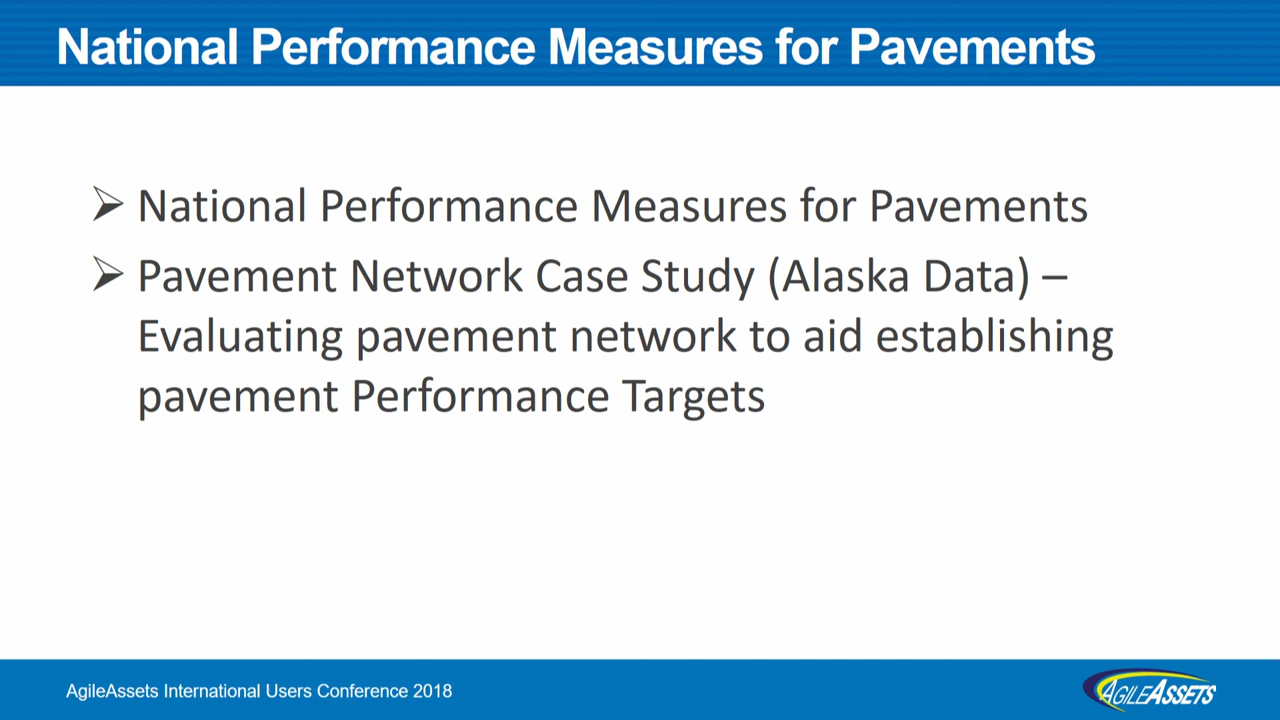 National Performance Measures for Pavements
National Performance Measures for Pavements
Pavement Network Case Study (Alaska Data) –
Evaluating pavement network to aid establishing
pavement Performance Targets
AgileAssets International Users Conference 2018
AGILEASSETS